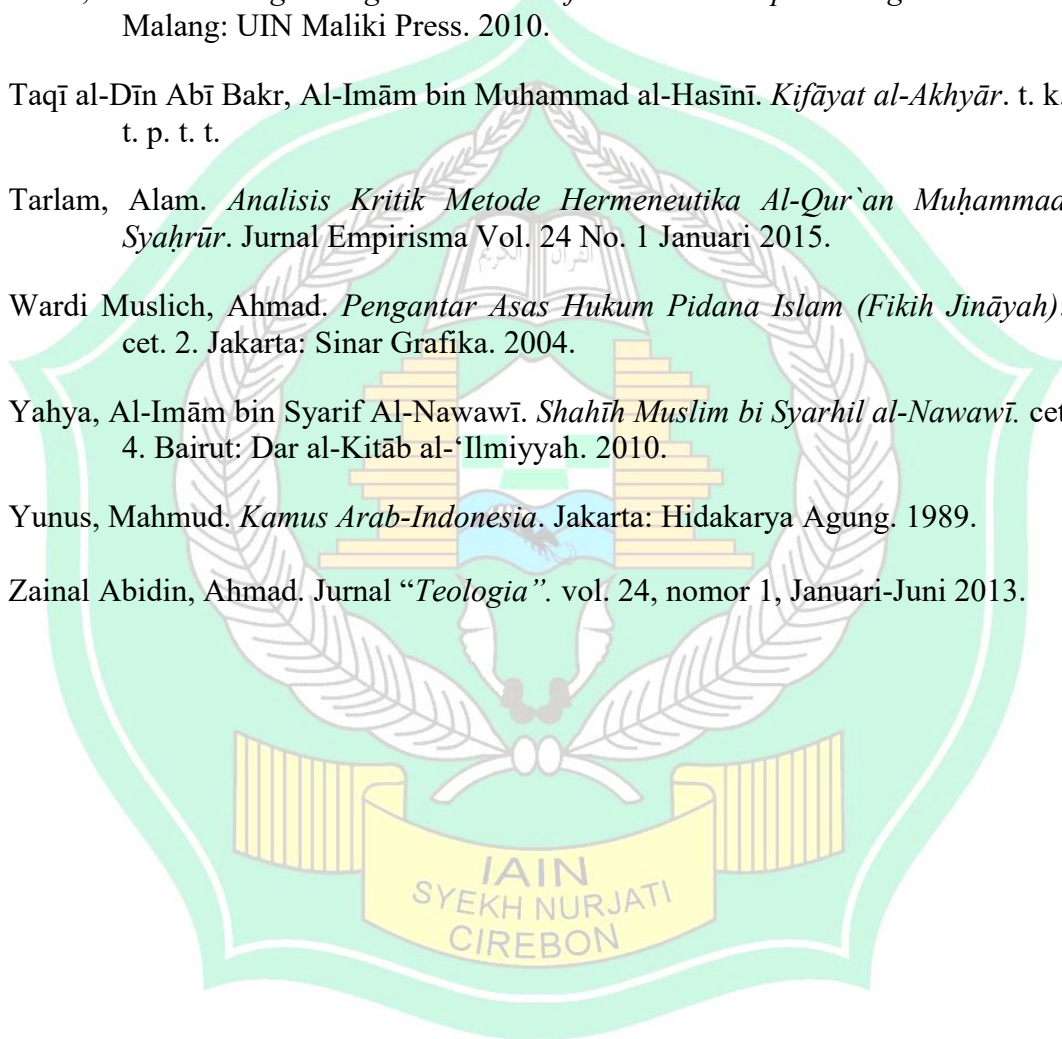 Malang: UIN Maliki Press. 2010.
Taqī al-Dīn Abī Bakr, Al-Imām bin Muhammad al-Hasīnī. Kifāyat al-Akhyār. t. k.
t. p. t. t.
Tarlam, Alam. Analisis Kritik Metode Hermeneutika Al-Qur`an Muḥammad
Syaḥrūr. Jurnal Empirisma Vol. 24 No. 1 Januari 2015.
Wardi Muslich, Ahmad. Pengantar Asas Hukum Pidana Islam (Fikih Jināyah).
cet. 2. Jakarta: Sinar Grafika. 2004.
Yahya, Al-Imām bin Syarif Al-Nawawī. Shahīh Muslim bi Syarhil al-Nawawī. cet
4. Bairut: Dar al-Kitāb al-‘Ilmiyyah. 2010.
Yunus, Mahmud. Kamus Arab-Indonesia. Jakarta: Hidakarya Agung. 1989.
Zainal Abidin, Ahmad. Jurnal “Teologia”. vol. 24, nomor 1, Januari-Juni 2013.
القرآن الكريم
IAIN
SYEKH NURJATI
CIREBON